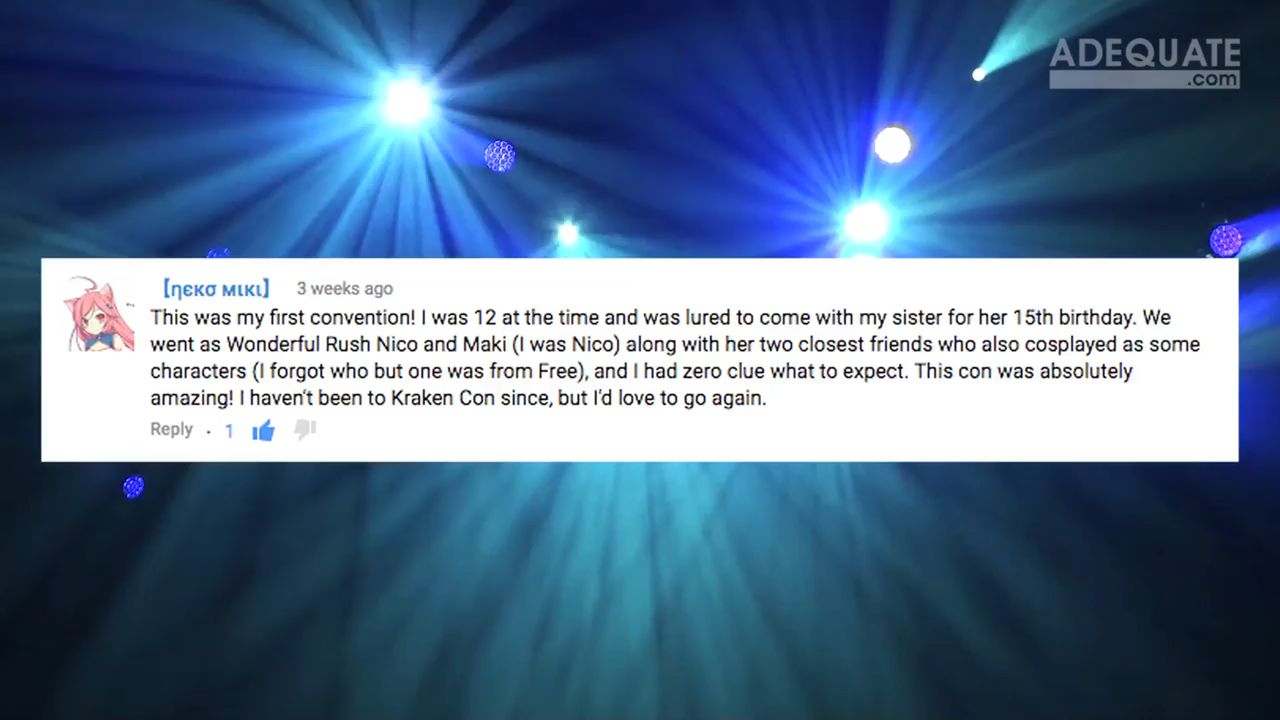 ADEQUATE
.com
【ηєкσ мιкι】 3 weeks ago
This was my first convention! I was 12 at the time and was lured to come with my sister for her 15th birthday. We
went as Wonderful Rush Nico and Maki (I was Nico) along with her two closest friends who also cosplayed as some
characters (I forgot who but one was from Free), and I had zero clue what to expect. This con was absolutely
amazing! I haven't been to Kraken Con since, but I'd love to go again.
Reply · 1